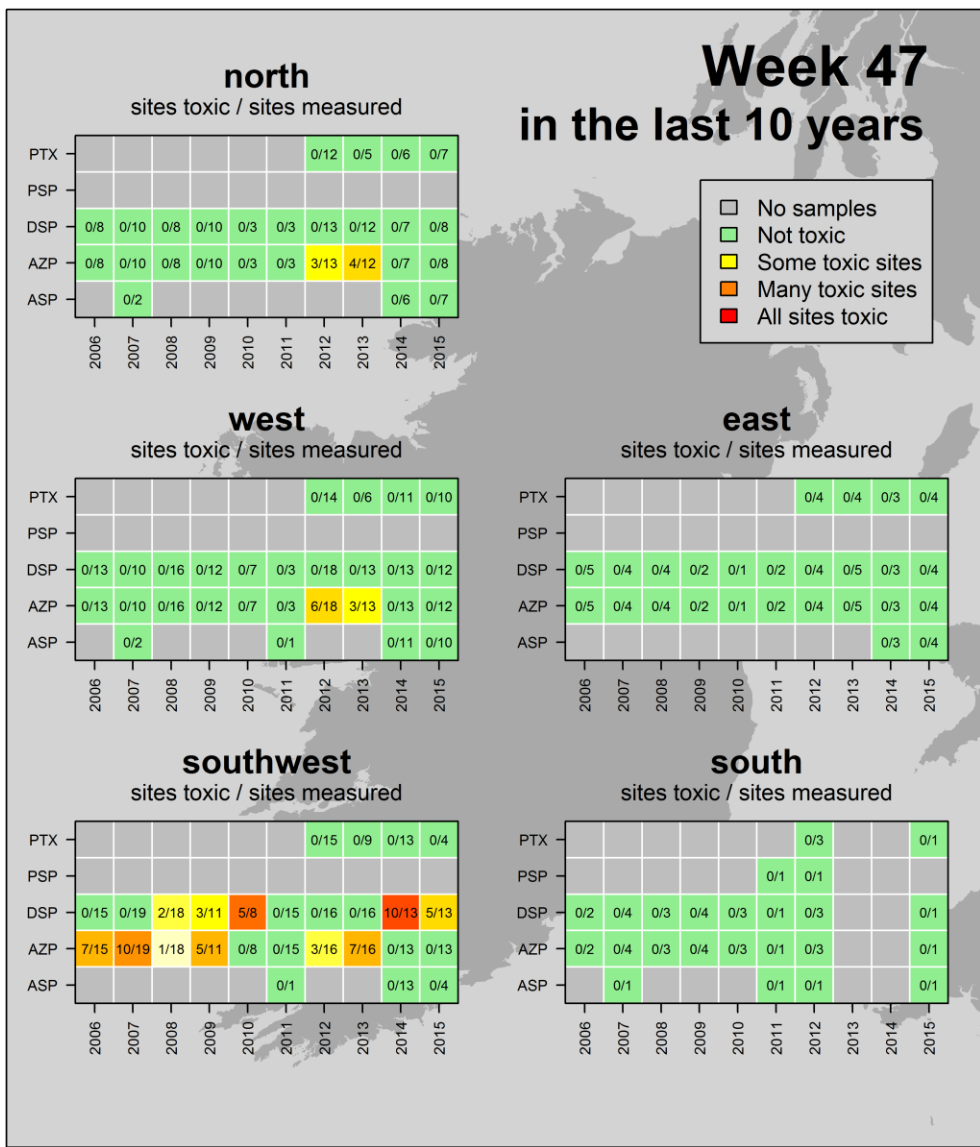 Week 47
in the last 10 years
No samples
Not toxic
Some toxic sites
Many toxic sites
All sites toxic
north
sites toxic / sites measured
PTX 0/12 0/5 0/6 0/7
PSP
DSP 0/8 0/10 0/8 0/10 0/3 0/3 0/13 0/12 0/7 0/8
AZP 0/8 0/10 0/8 0/10 0/3 0/3 3/13 4/12 0/7 0/8
ASP 0/2 0/6 0/7
2006 2007 2008 2009 2010 2011 2012 2013 2014 2015
west
sites toxic / sites measured
PTX 0/14 0/6 0/11 0/10
PSP
DSP 0/13 0/10 0/16 0/12 0/7 0/3 0/18 0/13 0/13 0/12
AZP 0/13 0/10 0/16 0/12 0/7 0/3 6/18 3/13 0/13 0/12
ASP 0/2 0/1 0/11 0/10
2006 2007 2008 2009 2010 2011 2012 2013 2014 2015
east
sites toxic / sites measured
PTX 0/4 0/4 0/3 0/4
PSP
DSP 0/5 0/4 0/4 0/2 0/1 0/2 0/4 0/5 0/3 0/4
AZP 0/5 0/4 0/4 0/2 0/1 0/2 0/4 0/5 0/3 0/4
ASP 0/3 0/4
2006 2007 2008 2009 2010 2011 2012 2013 2014 2015
southwest
sites toxic / sites measured
PTX 0/15 0/9 0/13 0/4
PSP
DSP 0/15 0/19 2/18 3/11 5/8 0/15 0/16 0/16 10/13 5/13
AZP 7/15 10/19 1/18 5/11 0/8 0/15 3/16 7/16 0/13 0/13
ASP 0/1 0/13 0/4
2006 2007 2008 2009 2010 2011 2012 2013 2014 2015
south
sites toxic / sites measured
PTX 0/3 0/1
PSP 0/1 0/1
DSP 0/2 0/4 0/3 0/4 0/3 0/1 0/3 0/1
AZP 0/2 0/4 0/3 0/4 0/3 0/1 0/3 0/1
ASP 0/1 0/1 0/1 0/1
2006 2007 2008 2009 2010 2011 2012 2013 2014 2015